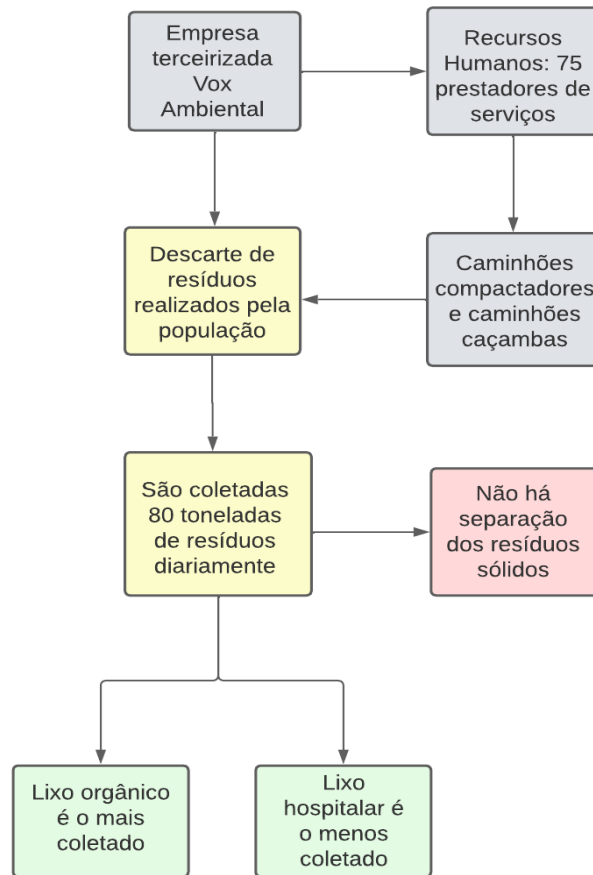 Empresa
terceirizada
Vox
Ambiental
Recursos
Humanos: 75
prestadores de
serviços
Descarte de
resíduos
realizados pela
população
Caminhões
compactadores
e caminhões
caçambas
São coletadas
80 toneladas
de resíduos
diariamente
Não há
separação
dos resíduos
sólidos
Lixo orgânico
é o mais
coletado
Lixo
hospitalar é
o menos
coletado